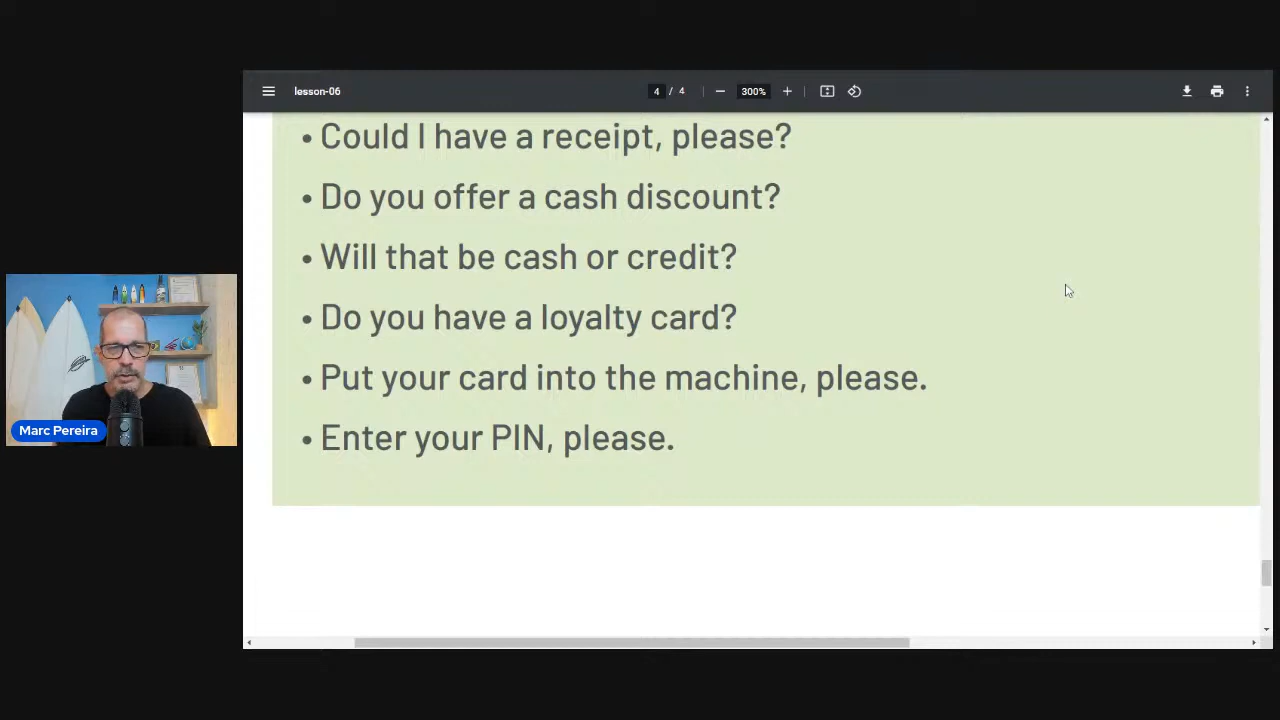 lesson-06
4 / 4
300%
• Could I have a receipt, please?
• Do you offer a cash discount?
• Will that be cash or credit?
• Do you have a loyalty card?
• Put your card into the machine, please.
• Enter your PIN, please.
Marc Pereira